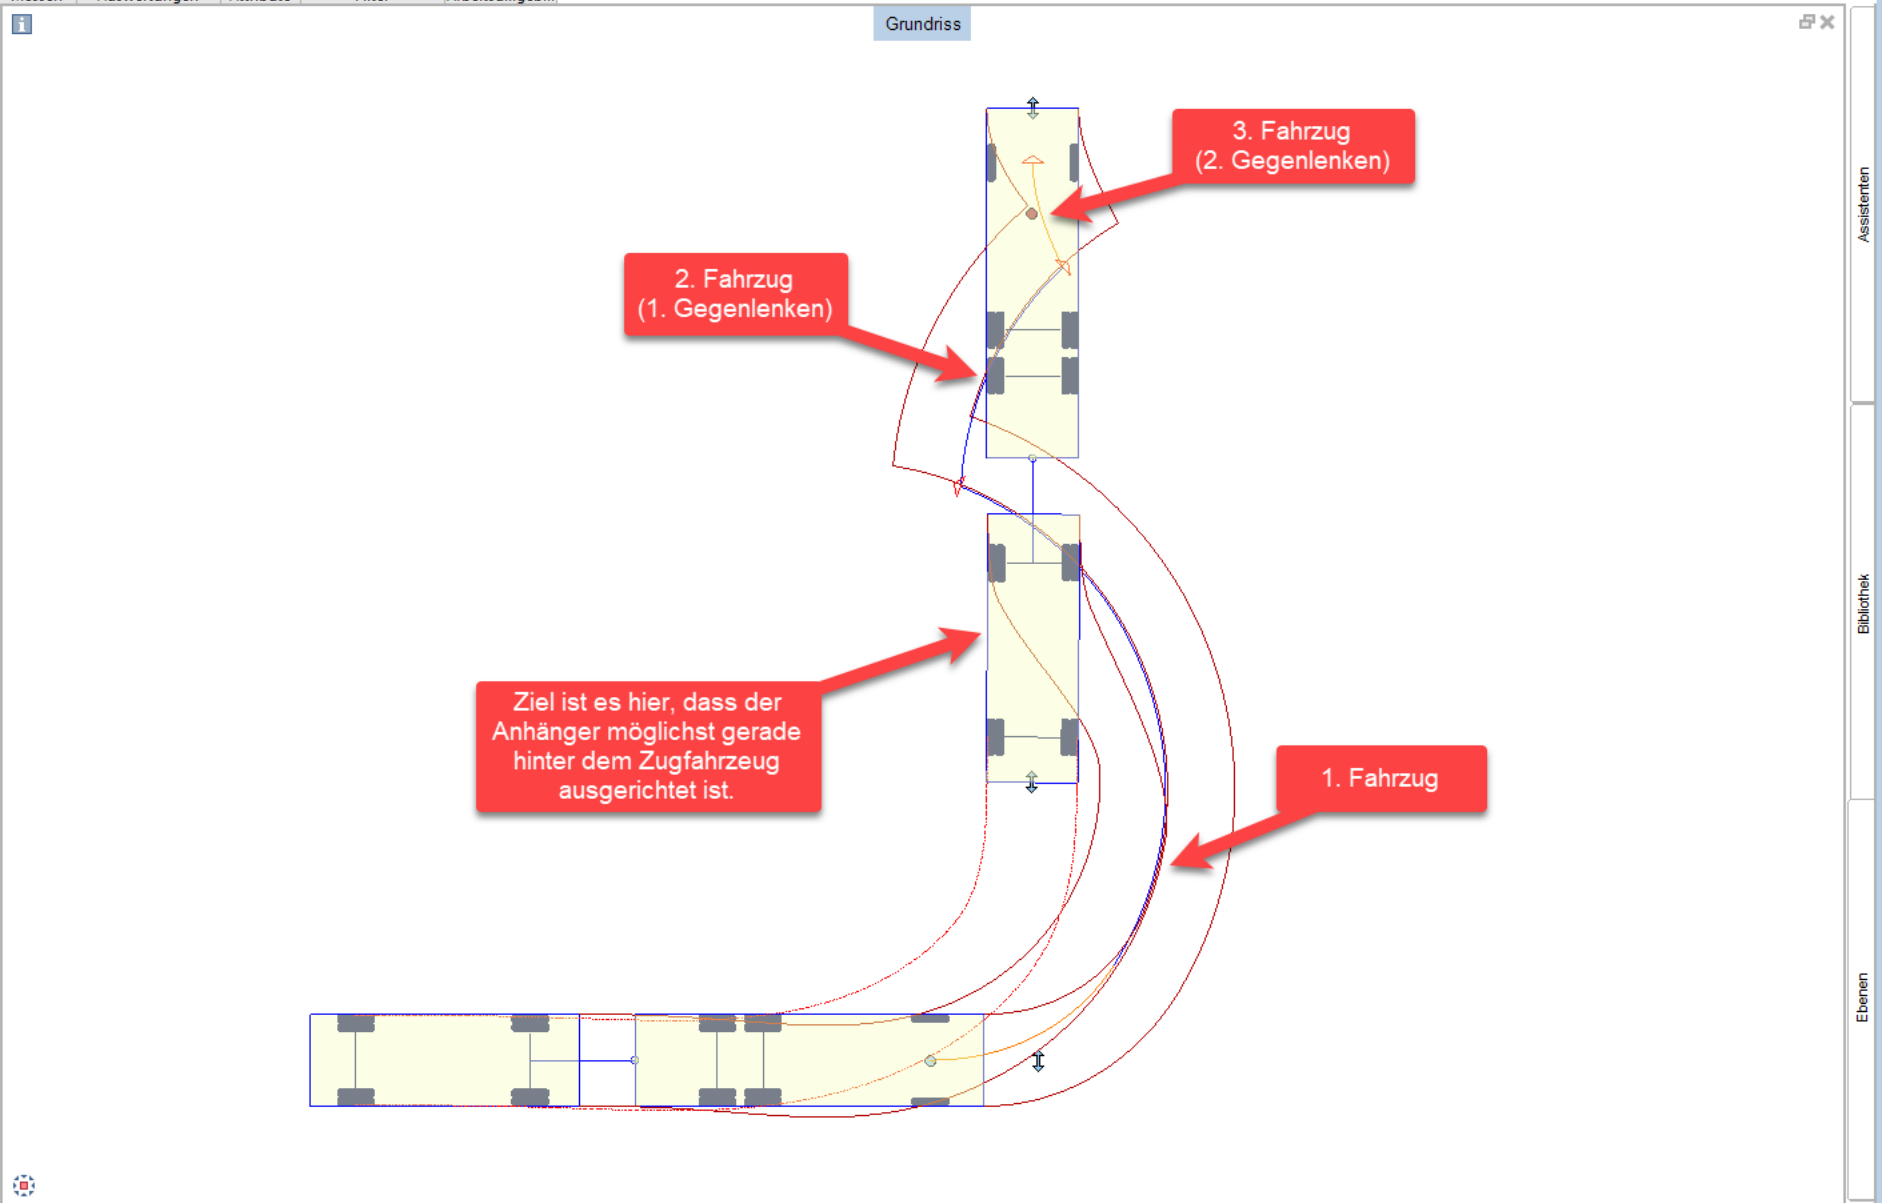 Grundriss
3. Fahrzug
(2. Gegenlenken)
2. Fahrzug
(1. Gegenlenken)
Ziel ist es hier, dass der
Anhänger möglichst gerade
hinter dem Zugfahrzeug
ausgerichtet ist.
1. Fahrzug
Assistenten
Bibliothek
Ebenen